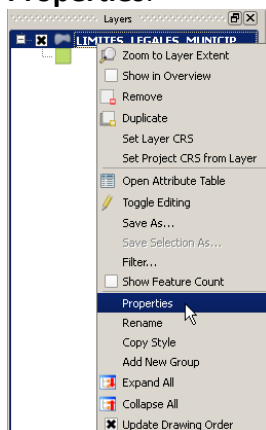 Properties.
Layers
LIMITES_LEGALES_MUNICIP
Zoom to Layer Extent
Show in Overview
Remove
Duplicate
Set Layer CRS
Set Project CRS from Layer
Open Attribute Table
Toggle Editing
Save As...
Save Selection As...
Filter...
Show Feature Count
Properties
Rename
Copy Style
Add New Group
Expand All
Collapse All
Update Drawing Order